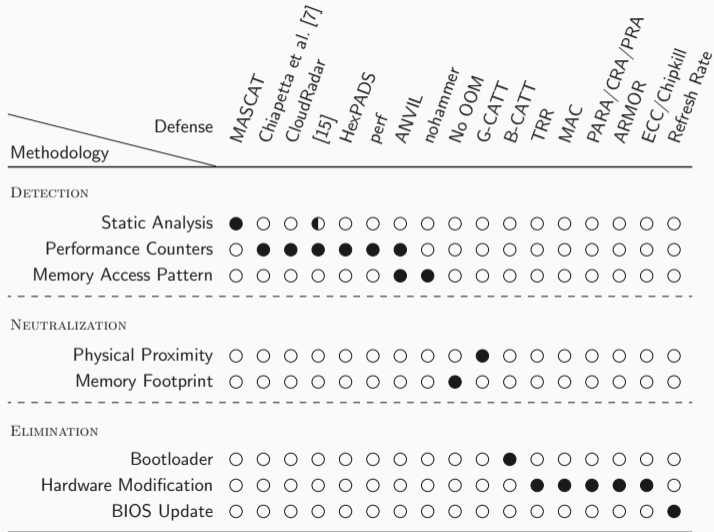 Defense
Methodology
MASCAT
Chiapetta et al. [7]
CloudRadar
[15]
HexPADS
perf
ANVIL
nohammer
No OOM
G-CATT
B-CATT
TRR
MAC
PARA/CRA/PRA
ARMOR
ECC/Chipkill
Refresh Rate
DETECTION
Static Analysis
Performance Counters
Memory Access Pattern
NEUTRALIZATION
Physical Proximity
Memory Footprint
ELIMINATION
Bootloader
Hardware Modification
BIOS Update